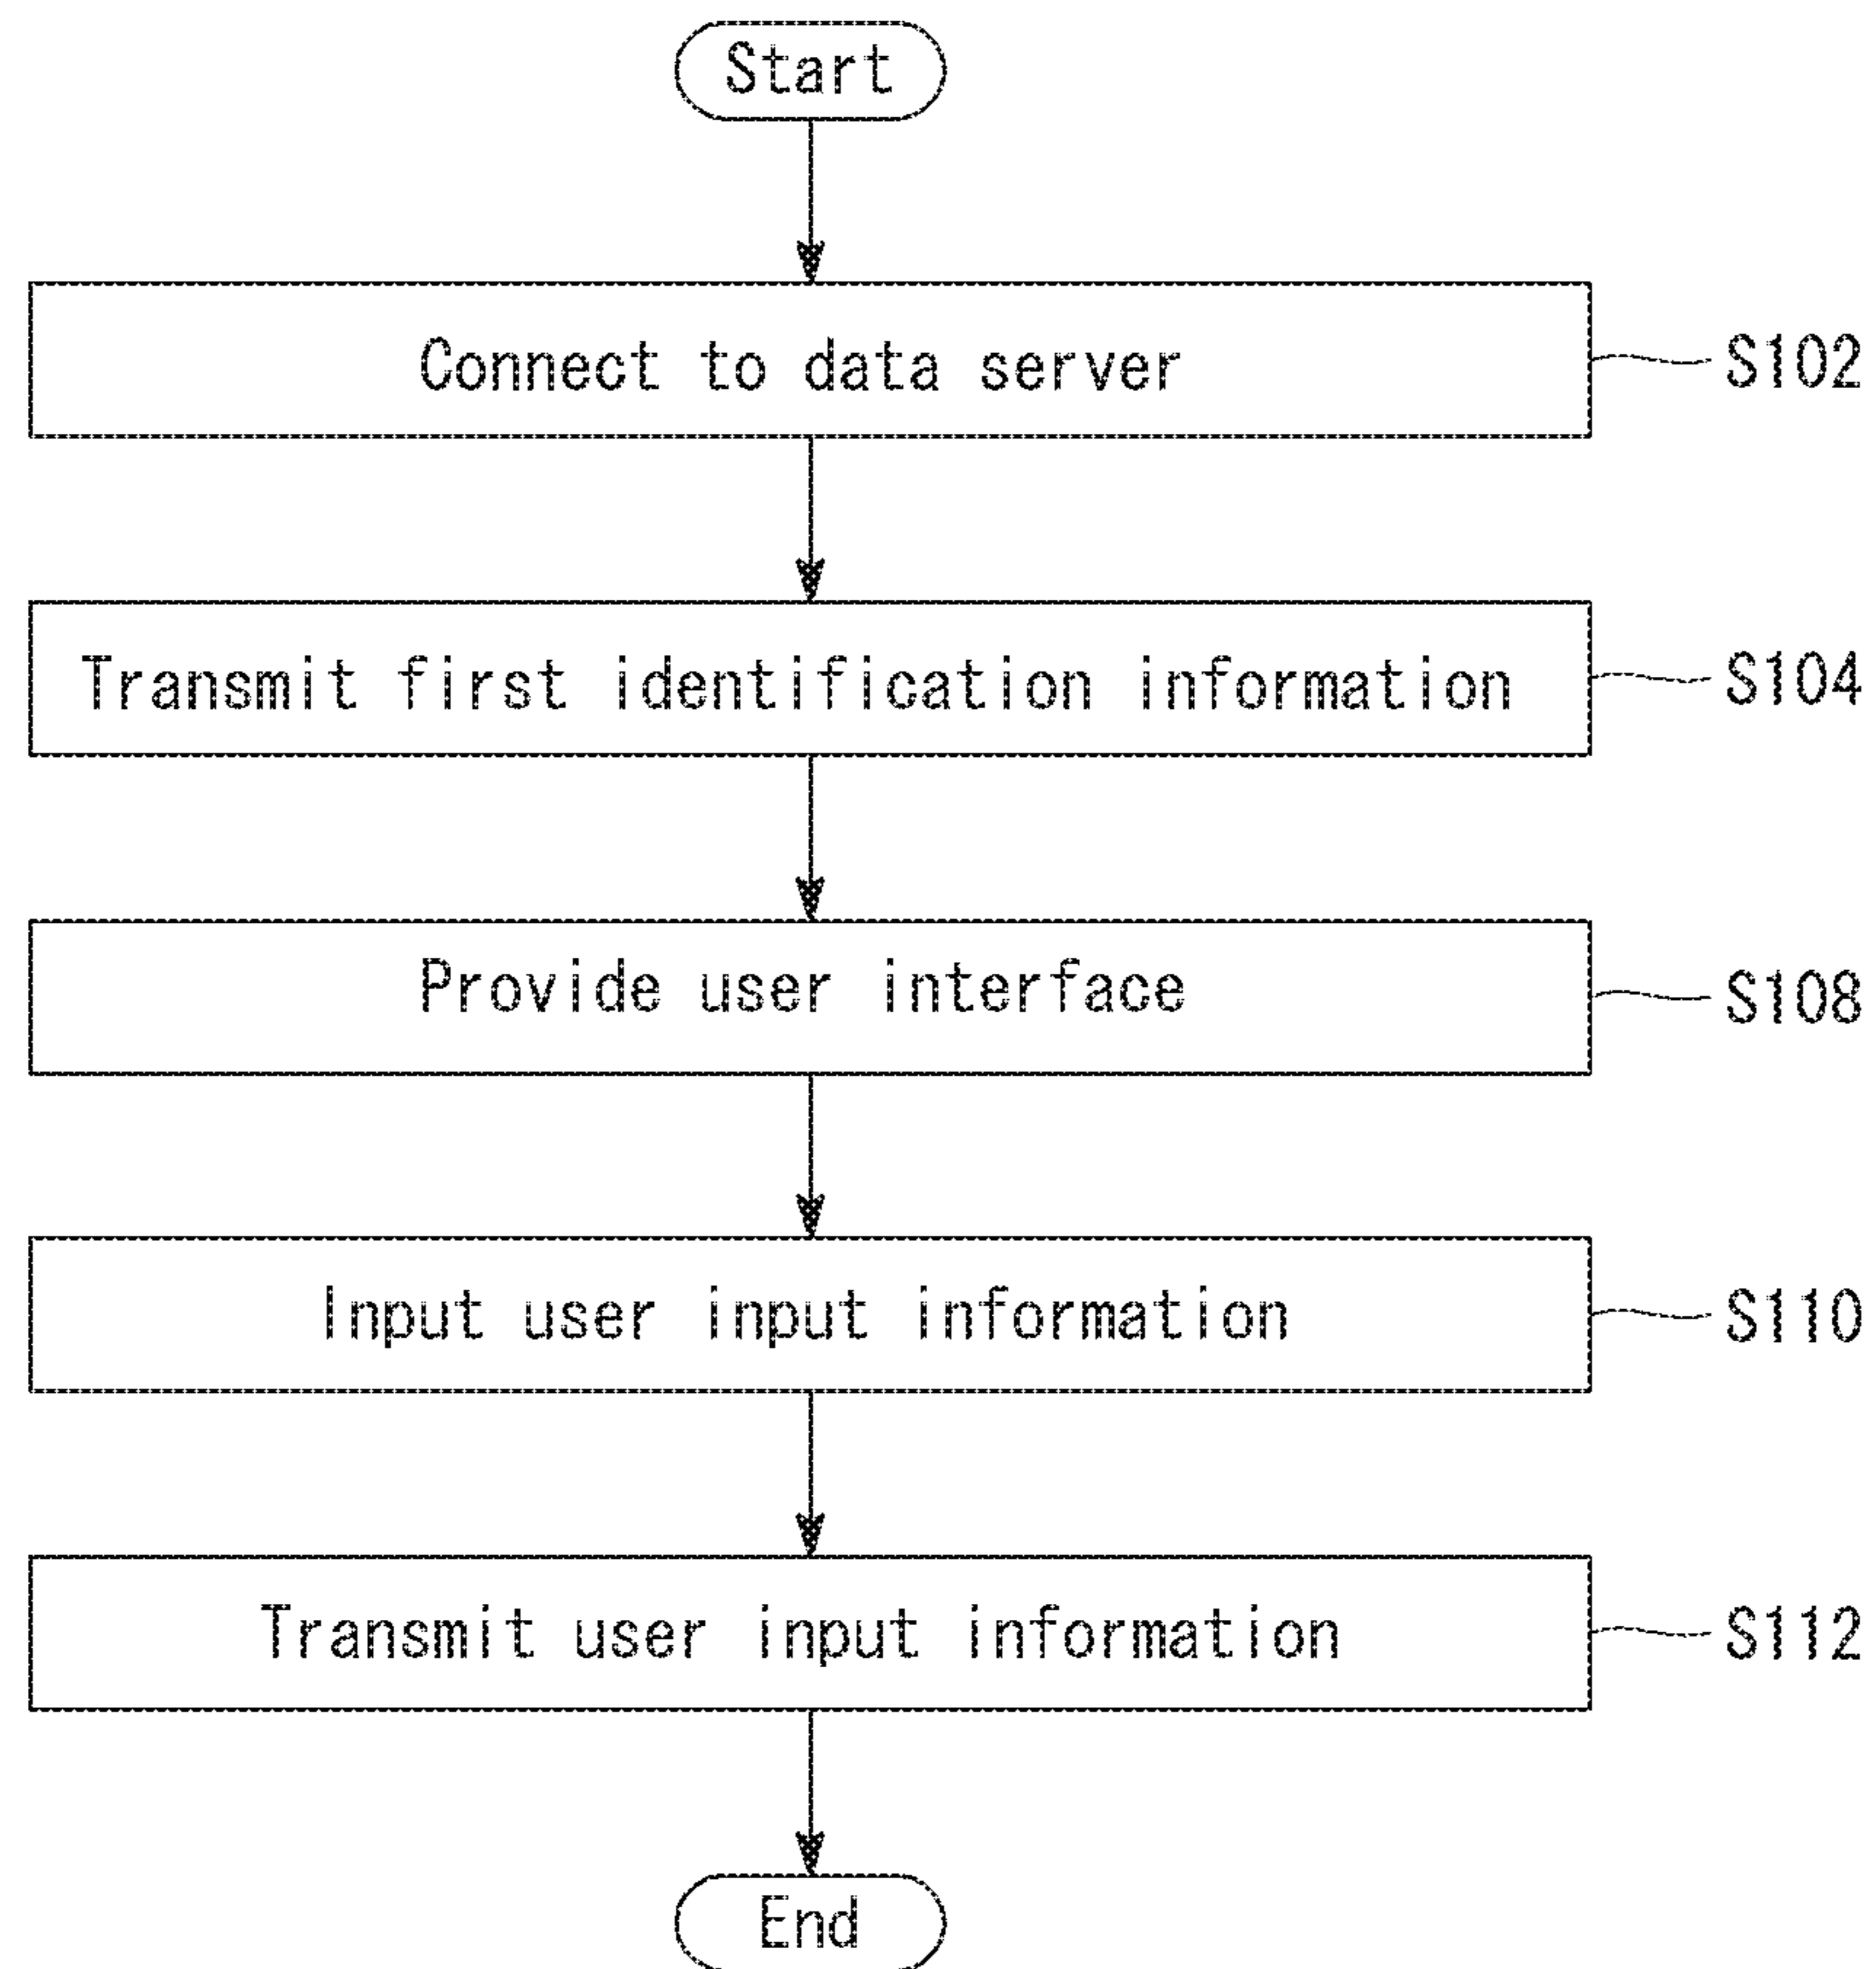 Start
Connect to data server
S102
Transmit first identification information
S104
Provide user interface
S108
Input user input information
S110
Transmit user input information
S112
End